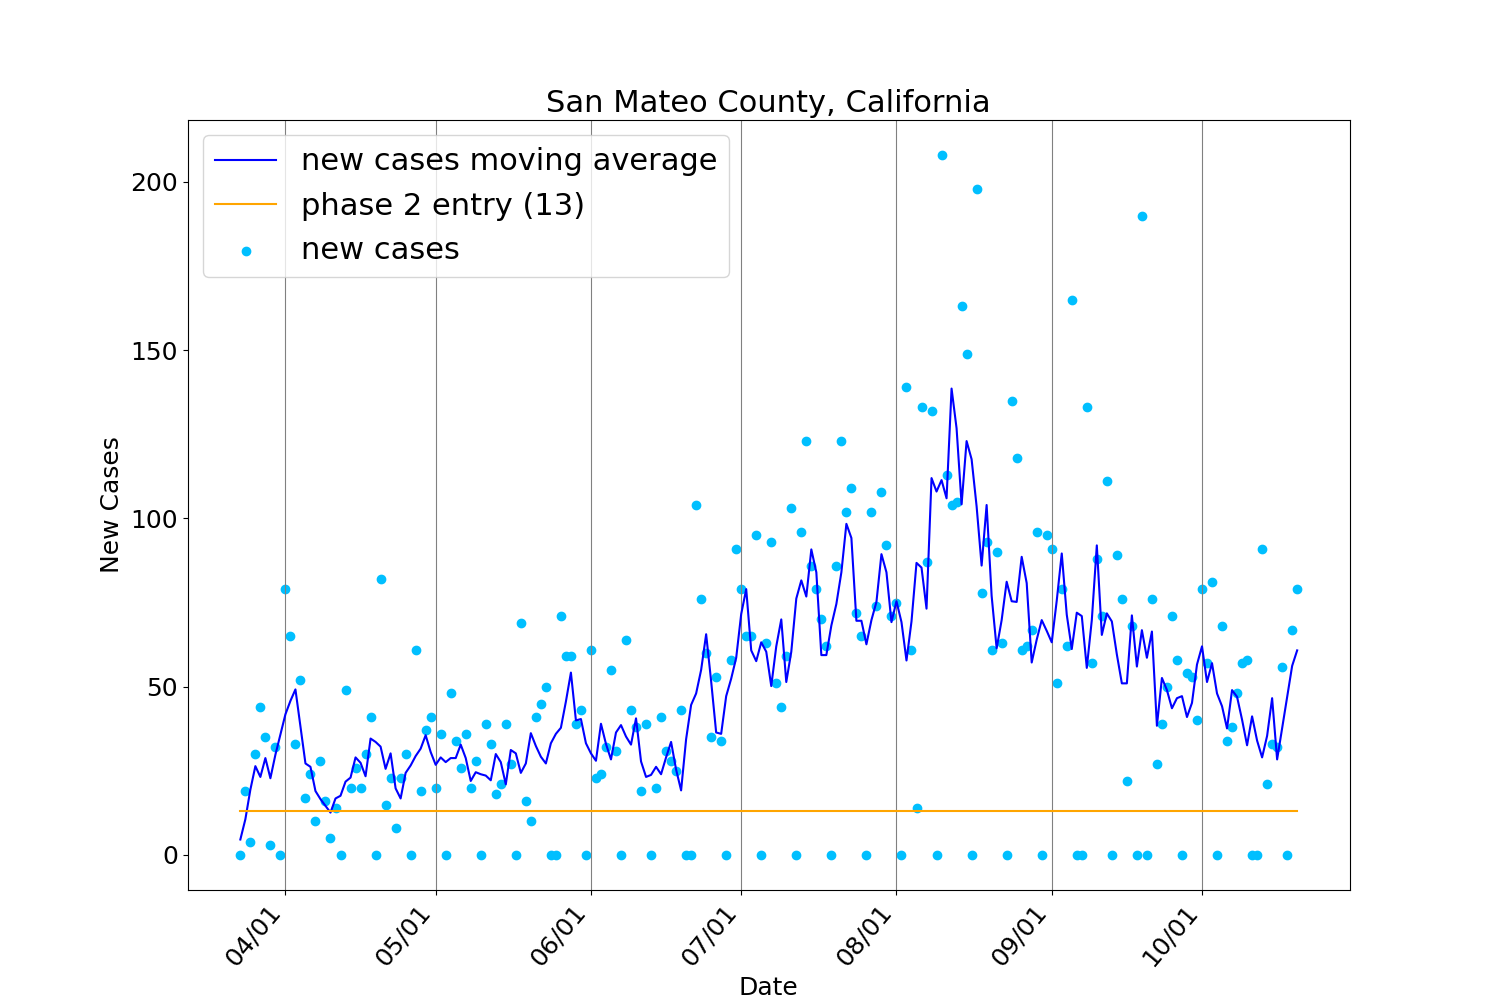 San Mateo County, California
new cases moving average
phase 2 entry (13)
new cases
New Cases
200
150
100
50
0
04/01
05/01
06/01
07/01
08/01
09/01
10/01
Date